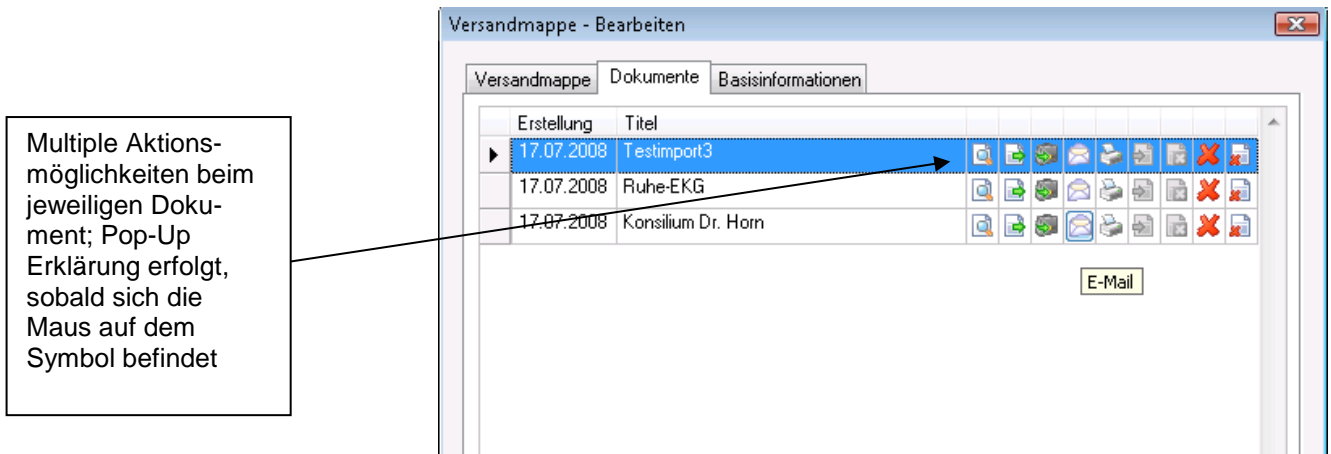 Versandmappe - Bearbeiten
Versandmappe Dokumente Basisinformationen
Erstellung Titel
17.07.2008 Testimport3
17.07.2008 Ruhe-EKG
17.07.2008 Konsilium Dr. Horn
E-Mail
Multiple Aktions-
möglichkeiten beim
jeweiligen Doku-
ment; Pop-Up
Erklärung erfolgt,
sobald sich die
Maus auf dem
Symbol befindet